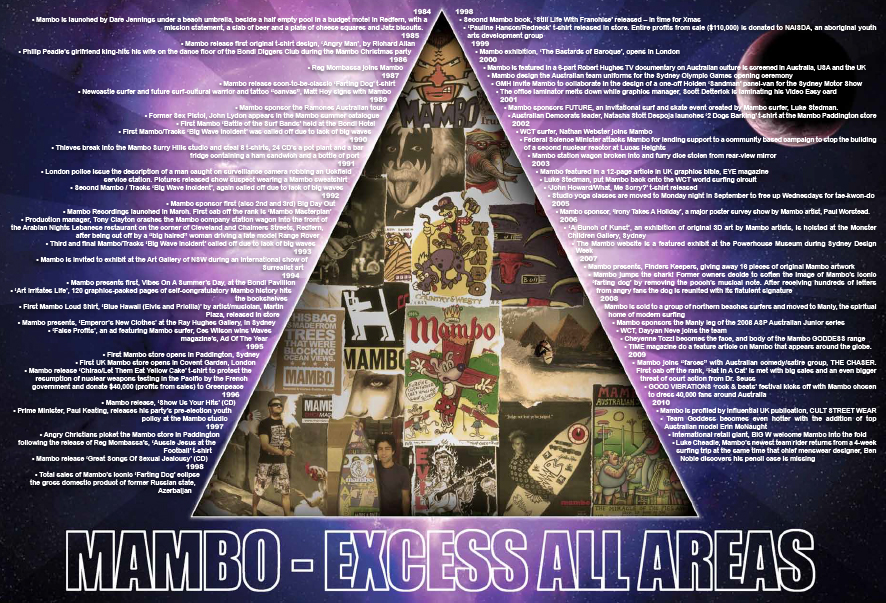 1984
• Mambo is launched by Dare Jennings under a beach umbrella, beside a half empty pool in a budget motel in Redfern, with a
mission statement, a slab of beer and a plate of cheese squares and Jatz biscuits.
1985
• Mambo release first original t-shirt design, 'Angry Man', by Richard Allan
• Philip Peadle's girlfriend king-hits his wife on the dance floor of the Bondi Diggers Club during the Mambo Christmas party
1986
• Reg Mombassa joins Mambo
1987
• Mambo release soon-to-be-classic 'Farting Dog' t-shirt
• Newcastle surfer and future surf-cultural warrior and tattoo "canvas", Matt Hoy signs with Mambo
1989
• Mambo sponsor the Ramones Australian tour
• Former Sex Pistol, John Lydon appears in the Mambo summer catalogue
• First Mambo 'Battle of the Surf Bands' held at the Bondi Hotel
• First Mambo/Tracks 'Big Wave Incident' was called off due to lack of big waves
1990
• Thieves break into the Mambo Surry Hills studio and steal 8 t-shirts, 24 CD's a pot plant and a bar
fridge containing a ham sandwich and a bottle of port
1991
• London police issue the description of a man caught on surveillance camera robbing an Uckfield
service station. Pictures released show suspect wearing a Mambo sweatshirt
• Second Mambo / Tracks 'Big Wave Incident', again called off due to lack of big waves
1992
• Mambo sponsor first (also 2nd and 3rd) Big Day Out
• Mambo Recordings launched in March. First cab off the rank is 'Mambo Masterplan'
• Production manager, Tony Clayton crashes the Mambo company station wagon into the front of
the Arabian Nights Lebanese restaurant on the corner of Cleveland and Chalmers Streets, Redfern,
after being cut off by a "big haired" woman driving a late model Range Rover
• Third and final Mambo/Tracks 'Big Wave Incident' called off due to lack of big waves
1993
• Mambo is invited to exhibit at the Art Gallery of NSW during an international show of
Surrealist art
1994
• Mambo presents first, Vibes On A Summer's Day, at the Bondi Pavilion
• 'Art Irritates Life', 120 graphics-packed pages of self-congratulatory Mambo history hits
the bookshelves
• First Mambo Loud Shirt, 'Blue Hawaii (Elvis and Priscilla)' by artist/musician, Martin
Plaza, released in store
• Mambo presents, 'Emperor's New Clothes' at the Ray Hughes Gallery, in Sydney
• 'False Profits', an ad featuring Mambo surfer, Ces Wilcon wins Waves
magazine's, Ad Of The Year
1995
• First Mambo store opens in Paddington, Sydney
• First UK Mambo store opens in Covent Garden, London
• Mambo release 'Chirac/Let Them Eat Yellow Cake' t-shirt to protest the
resumption of nuclear weapons testing in the Pacific by the French
government and donate $40,000 (profits from sales) to Greenpeace
1996
• Mambo release, 'Show Us Your Hits' (CD)
• Prime Minister, Paul Keating, releases his party's pre-election youth
policy at the Mambo studio
1997
• Angry Christians picket the Mambo store in Paddington
following the release of Reg Mombassa's, 'Aussie Jesus at the
Football' t-shirt
• Mambo release 'Great Songs Of Sexual Jealousy' (CD)
1998
• Total sales of Mambo's iconic 'Farting Dog' eclipse
the gross domestic product of former Russian state,
Azerbaijan
1998
• Second Mambo book, 'Still Life With Franchise' released – in time for Xmas
• 'Pauline Hanson/Redneck' t-shirt released in store. Entire profits from sale ($110,000) is donated to NAISDA, an aboriginal youth
arts development group
1999
• Mambo exhibition, 'The Bastards of Baroque', opens in London
2000
• Mambo is featured in a 6-part Robert Hughes TV documentary on Australian culture is screened in Australia, USA and the UK
• Mambo design the Australian team uniforms for the Sydney Olympic Games opening ceremony
• GMH invite Mambo to collaborate in the design of a one-off Holden 'Sandman' panel-van for the Sydney Motor Show
• The office laminator melts down while graphics manager, Scott Detterick is laminating his Video Easy card
2001
• Mambo sponsors FUTURE, an invitational surf and skate event created by Mambo surfer, Luke Stedman.
• Australian Democrats leader, Natasha Stott Despoja launches '2 Dogs Barking' t-shirt at the Mambo Paddington store
2002
• WCT surfer, Nathan Webster joins Mambo
• Federal Science Minister attacks Mambo for lending support to a community based campaign to stop the building
of a second nuclear reactor at Lucas Heights
• Mambo station wagon broken into and furry dice stolen from rear-view mirror
2003
• Mambo featured in a 12-page article in UK graphics bible, EYE magazine
• Luke Stedman, put Mambo back onto the WCT world surfing circuit
• 'John Howard/What, Me Sorry?' t-shirt released
• Studio yoga classes are moved to Monday night in September to free up Wednesdays for tae-kwon-do
2005
• Mambo sponsor, 'Irony Takes A Holiday', a major poster survey show by Mambo artist, Paul Worstead.
2006
• 'A Bunch of Kunst', an exhibition of original 3D art by Mambo artists, is hoisted at the Monster
Children Gallery, Sydney
• The Mambo website is a featured exhibit at the Powerhouse Museum during Sydney Design
Week
2007
• Mambo presents, Finders Keepers, giving away 18 pieces of original Mambo artwork
• Mambo jumps the shark! Former owners decide to soften the image of Mambo's iconic
'farting dog' by removing the pooch's musical note. After receiving hundreds of letters
from angry fans the dog is reunited with its flatulent signature
2008
• Mambo is sold to a group of northern beaches surfers and moved to Manly, the spiritual
home of modern surfing
• Mambo sponsors the Manly leg of the 2008 ASP Australian Junior series
• WCT, Dayyan Neve joins the team
• Cheyenne Tozzi becomes the face, and body of the Mambo GODDESS range
• TIME magazine do a feature article on Mambo that appears around the globe.
2009
• Mambo joins "farces" with Australian comedy/satire group, THE CHASER.
First cab off the rank, 'Hat In A Cat' is met with big sales and an even bigger
threat of court action from Dr. Seuss
• GOOD VIBRATIONS 'rock & beats' festival kicks off with Mambo chosen
to dress 40,000 fans around Australia
2010
• Mambo is profiled by influential UK publication, CULT STREET WEAR
• Team Goddess becomes even hotter with the addition of top
Australian model Erin McNaught
• International retail giant, BIG W welcome Mambo into the fold
• Luke Cheadle, Mambo's newest team rider returns from a 4-week
surfing trip at the same time that chief menswear designer, Ben
Noble discovers his pencil case is missing
MAMBO
THIS BAG
MADE FROM
TREES
THAT WERE
BLOCKING
OCEAN VIEWS
MAMBO
MAMBO
Mambo
MAMBO - EXCESS ALL AREAS